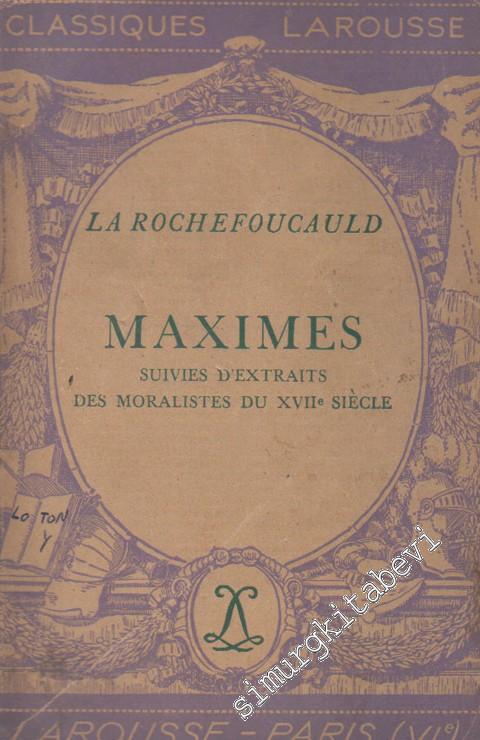 CLASSIQUES LAROUSSE
LA ROCHEFOUCAULD
MAXIMES
SUIVIES D'EXTRAITS
DES MORALISTES DU XVIIe SIÈCLE
LO TON
Y
simurgkitabevi
LAROUSSE - PARIS (VIe)